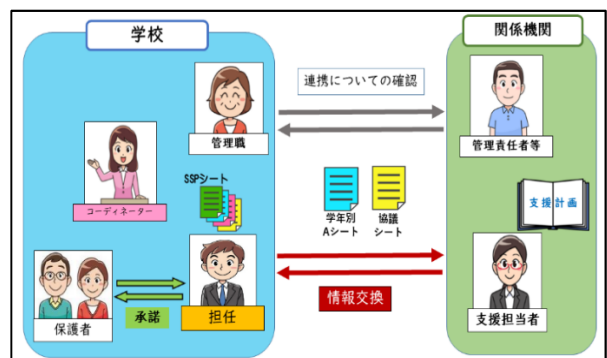 学校
関係機関
連携についての確認
管理職
管理責任者等
コーディネーター
SSPシート
学年別
Aシート
協議
シート
支援計画
保護者
承諾
担任
情報交換
支援担当者